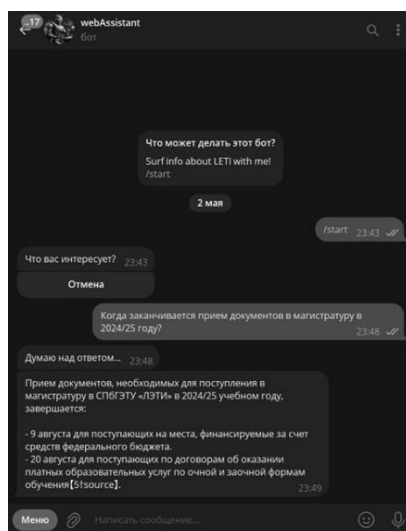 ..17
webAssistant
бот
Что может делать этот бот?
Surf info about LETI with me!
/start
2 мая
/start 23:43
Что вас интересует? 23:43
Отмена
Когда заканчивается прием документов в магистратуру в
2024/25 году?
23:48
Думаю над ответом... 23:48
Прием документов, необходимых для поступления в
магистратуру в СПбГЭТУ «ЛЭТИ» в 2024/25 учебном году,
завершается:
- 9 августа для поступающих на места, финансируемые за счет
средств федерального бюджета.
- 20 августа для поступающих по договорам об оказании
платных образовательных услуг по очной и заочной формам
обучения【5†source】.
23:49
Меню Написать сообщение...